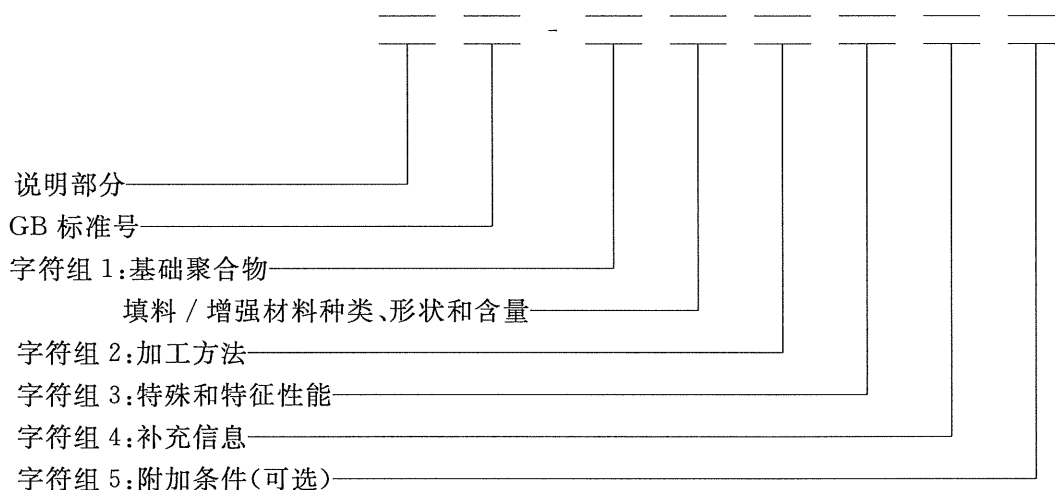 -
说明部分
GB 标准号
字符组 1:基础聚合物
填料 / 增强材料种类、形状和含量
字符组 2:加工方法
字符组 3:特殊和特征性能
字符组 4:补充信息
字符组 5:附加条件(可选)